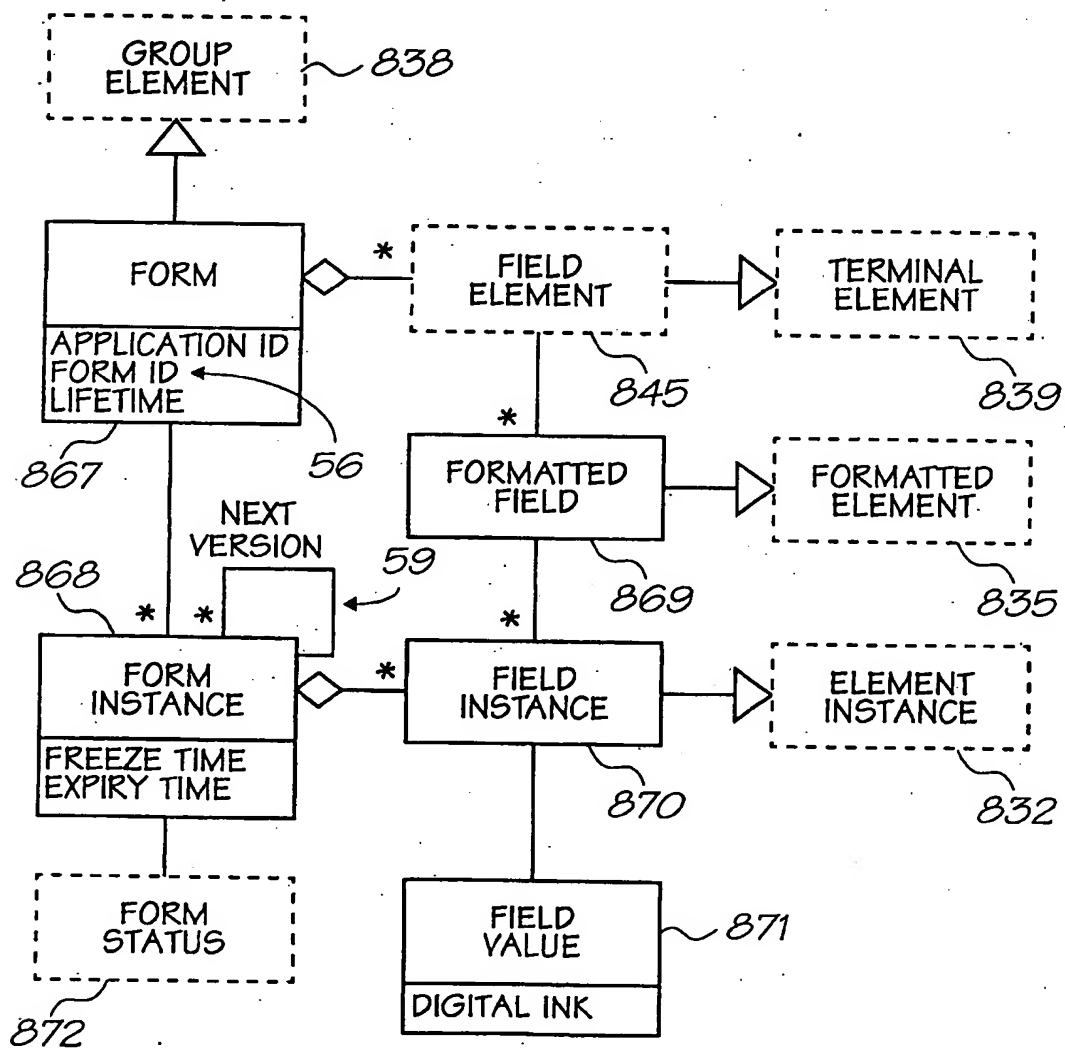 GROUP
ELEMENT
838
FORM
APPLICATION ID
FORM ID
LIFETIME
867
56
*
FIELD
ELEMENT
845
TERMINAL
ELEMENT
839
*
FORMATTED
FIELD
869
FORMATTED
ELEMENT
835
NEXT
VERSION
59
868
*
*
FORM
INSTANCE
FREEZE TIME
EXPIRY TIME
*
*
FIELD
INSTANCE
870
ELEMENT
INSTANCE
832
FORM
STATUS
872
FIELD
VALUE
DIGITAL INK
871